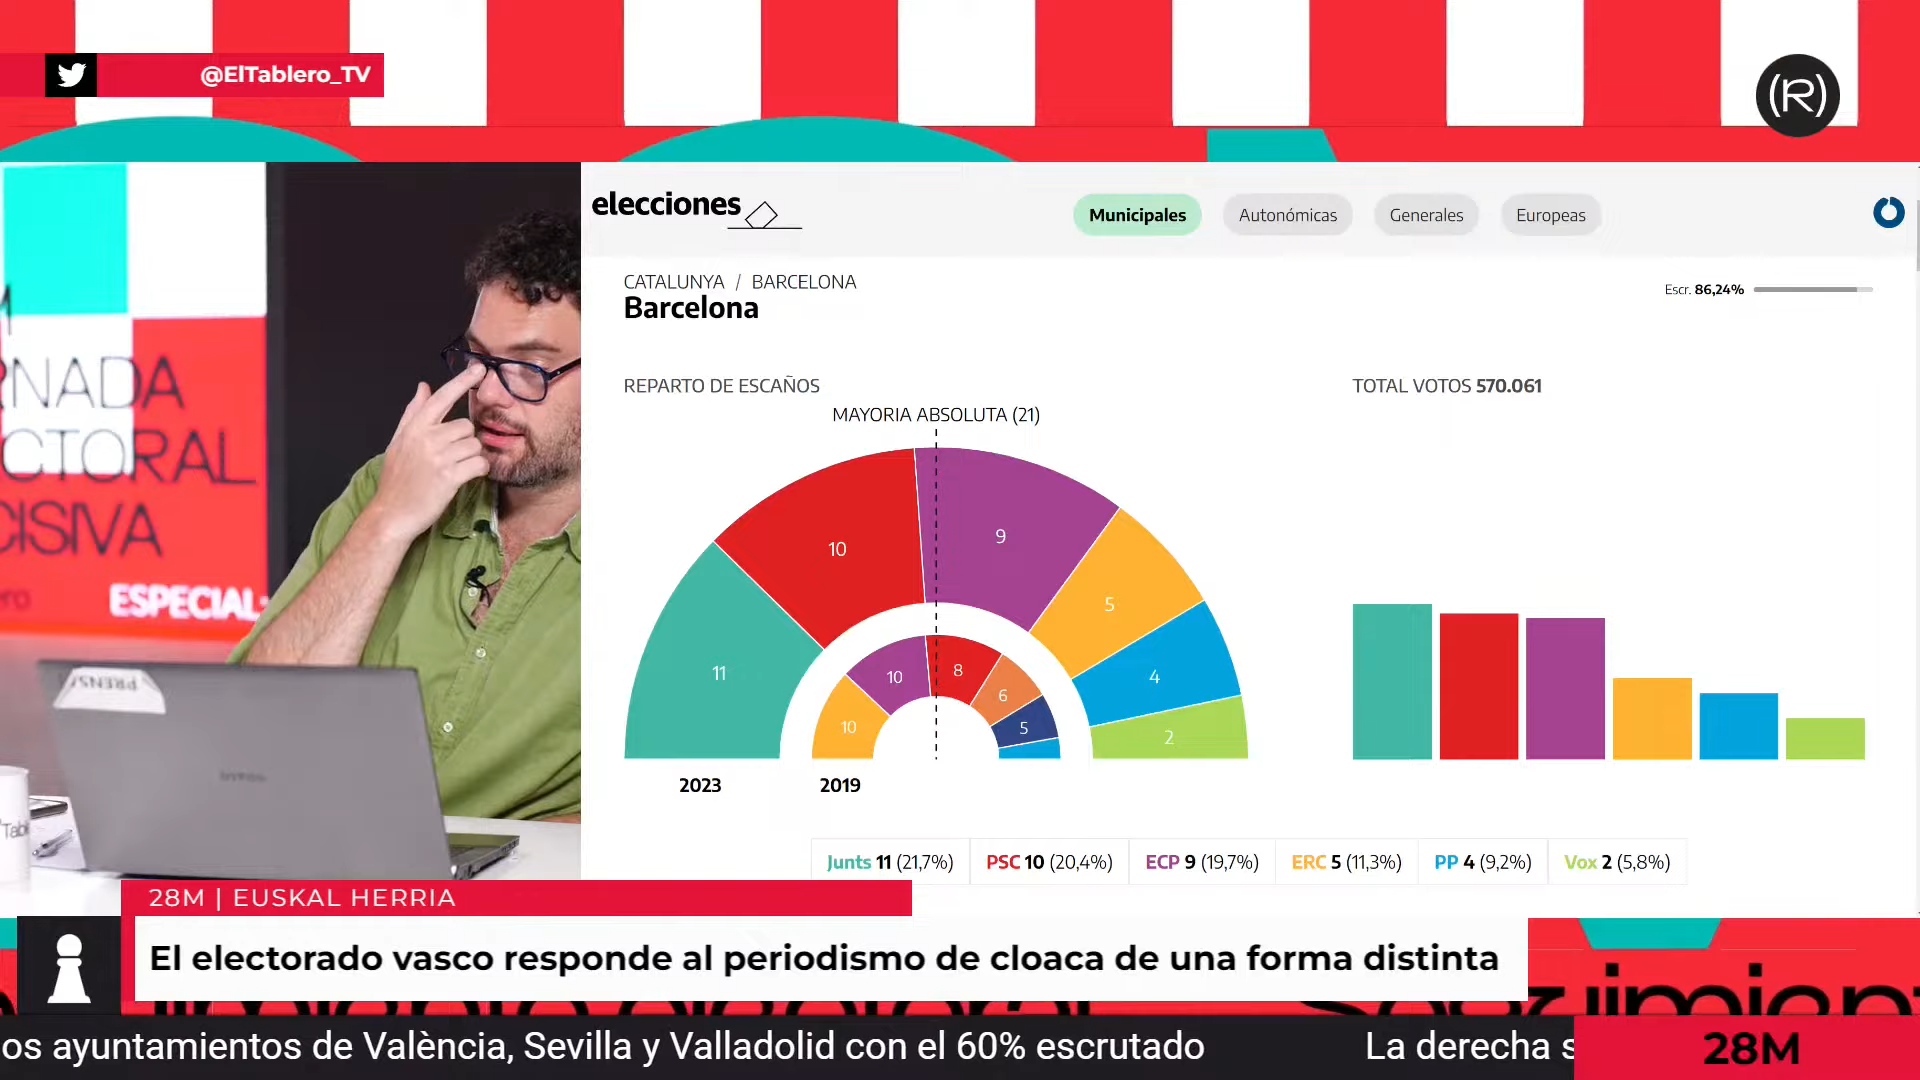 @ElTablero_TV
(R)
RNADA
CTORAL
CISIVA
ESPECIAL:
PRENSA
elecciones
Municipales
Autonómicas
Generales
Europeas
CATALUNYA / BARCELONA
Barcelona
Escr. 86,24%
REPARTO DE ESCAÑOS
TOTAL VOTOS 570.061
MAYORIA ABSOLUTA (21)
11
10
9
5
4
2
10
10
8
6
5
2023
2019
Junts 11 (21,7%)
PSC 10 (20,4%)
ECP 9 (19,7%)
ERC 5 (11,3%)
PP 4 (9,2%)
Vox 2 (5,8%)
28M | EUSKAL HERRIA
El electorado vasco responde al periodismo de cloaca de una forma distinta
os ayuntamientos de València, Sevilla y Valladolid con el 60% escrutado
La derecha s
28M